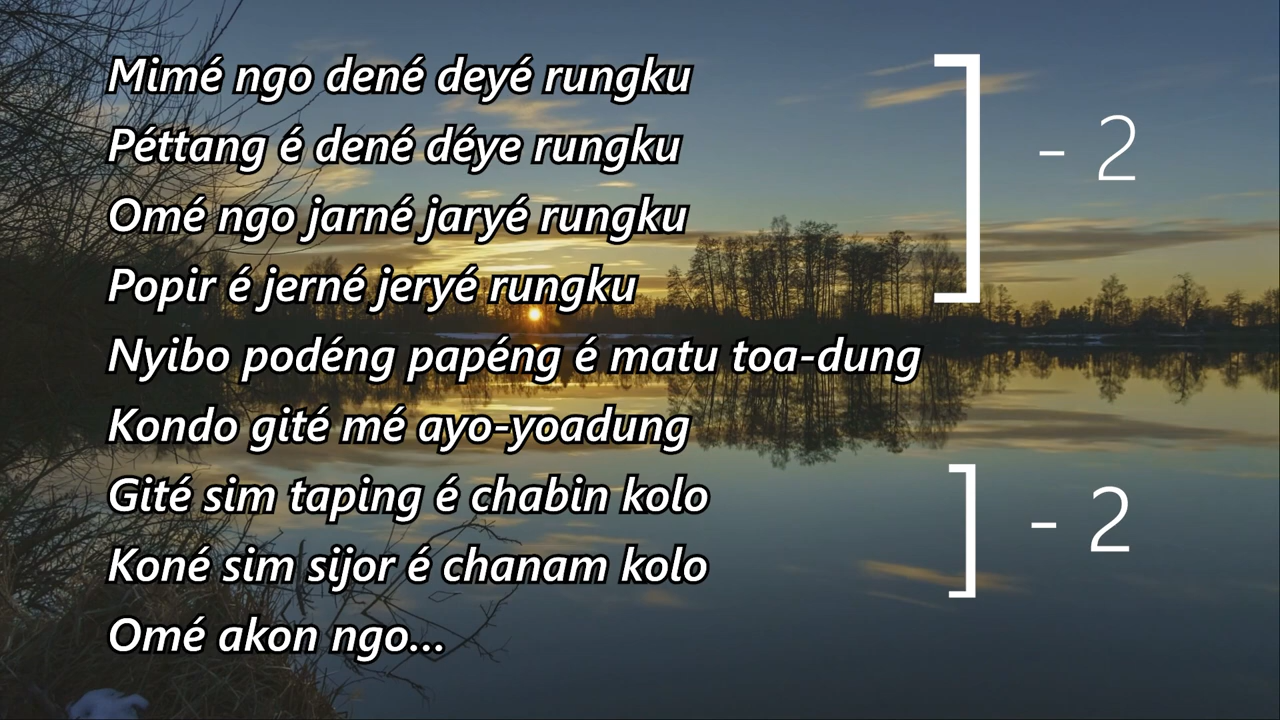 Mimé ngo dené deyé rungku
Péttang é dené déye rungku
Omé ngo jarné jaryé rungku
Popir é jerné jeryé rungku
- 2
Nyibo podéng papéng é matu toa-dung
Kondo gité mé ayo-yoadung
Gité sim taping é chabin kolo
Koné sim sijor é chanam kolo
- 2
Omé akon ngo...